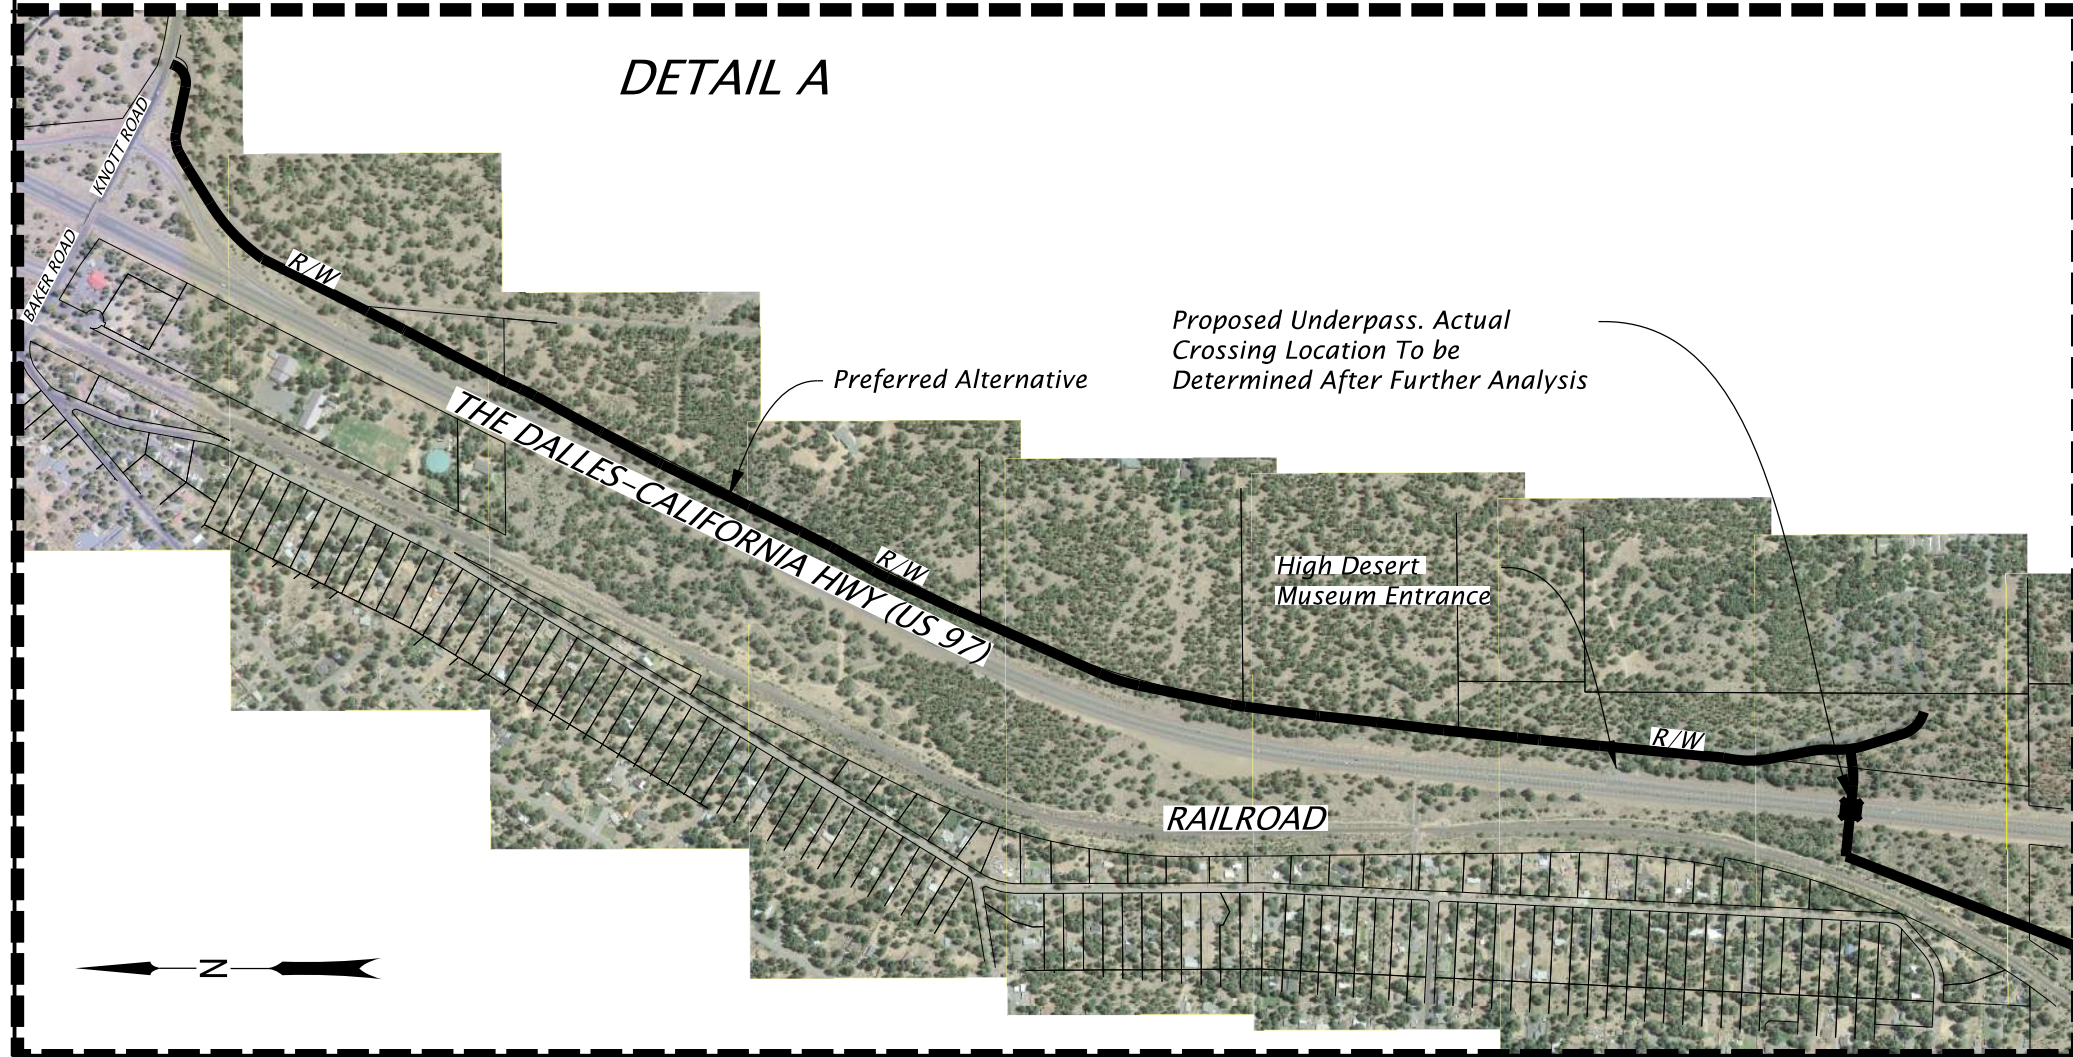 DETAIL A
KNOTT ROAD
BAKER ROAD
R/W
Proposed Underpass. Actual
Crossing Location To be
Determined After Further Analysis
Preferred Alternative
THE DALLES-CALIFORNIA HWY (US 97)
R/W
High Desert
Museum Entrance
R/W
RAILROAD
N